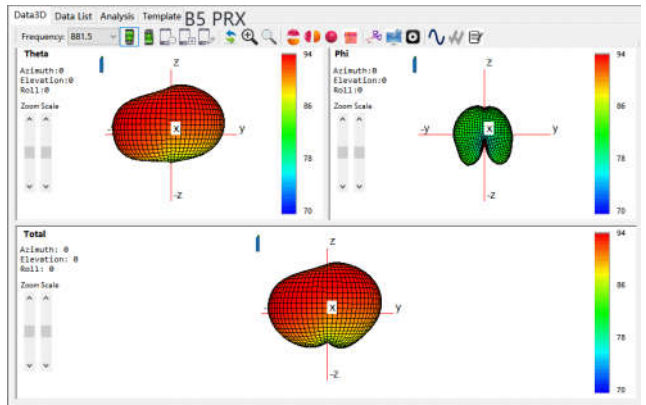 Data3D Data List Analysis Template B5 PRX
Frequency: 881.5
Theta
Azimuth:0
Elevation:0
Roll:0
Zoom Scale
z
y
x
-z
94
86
78
70
Phi
Azimuth:0
Elevation:0
Roll:0
Zoom Scale
z
-y
y
x
-z
94
86
78
70
Total
Azimuth: 0
Elevation: 0
Roll: 0
Zoom Scale
z
y
x
-z
94
86
78
70